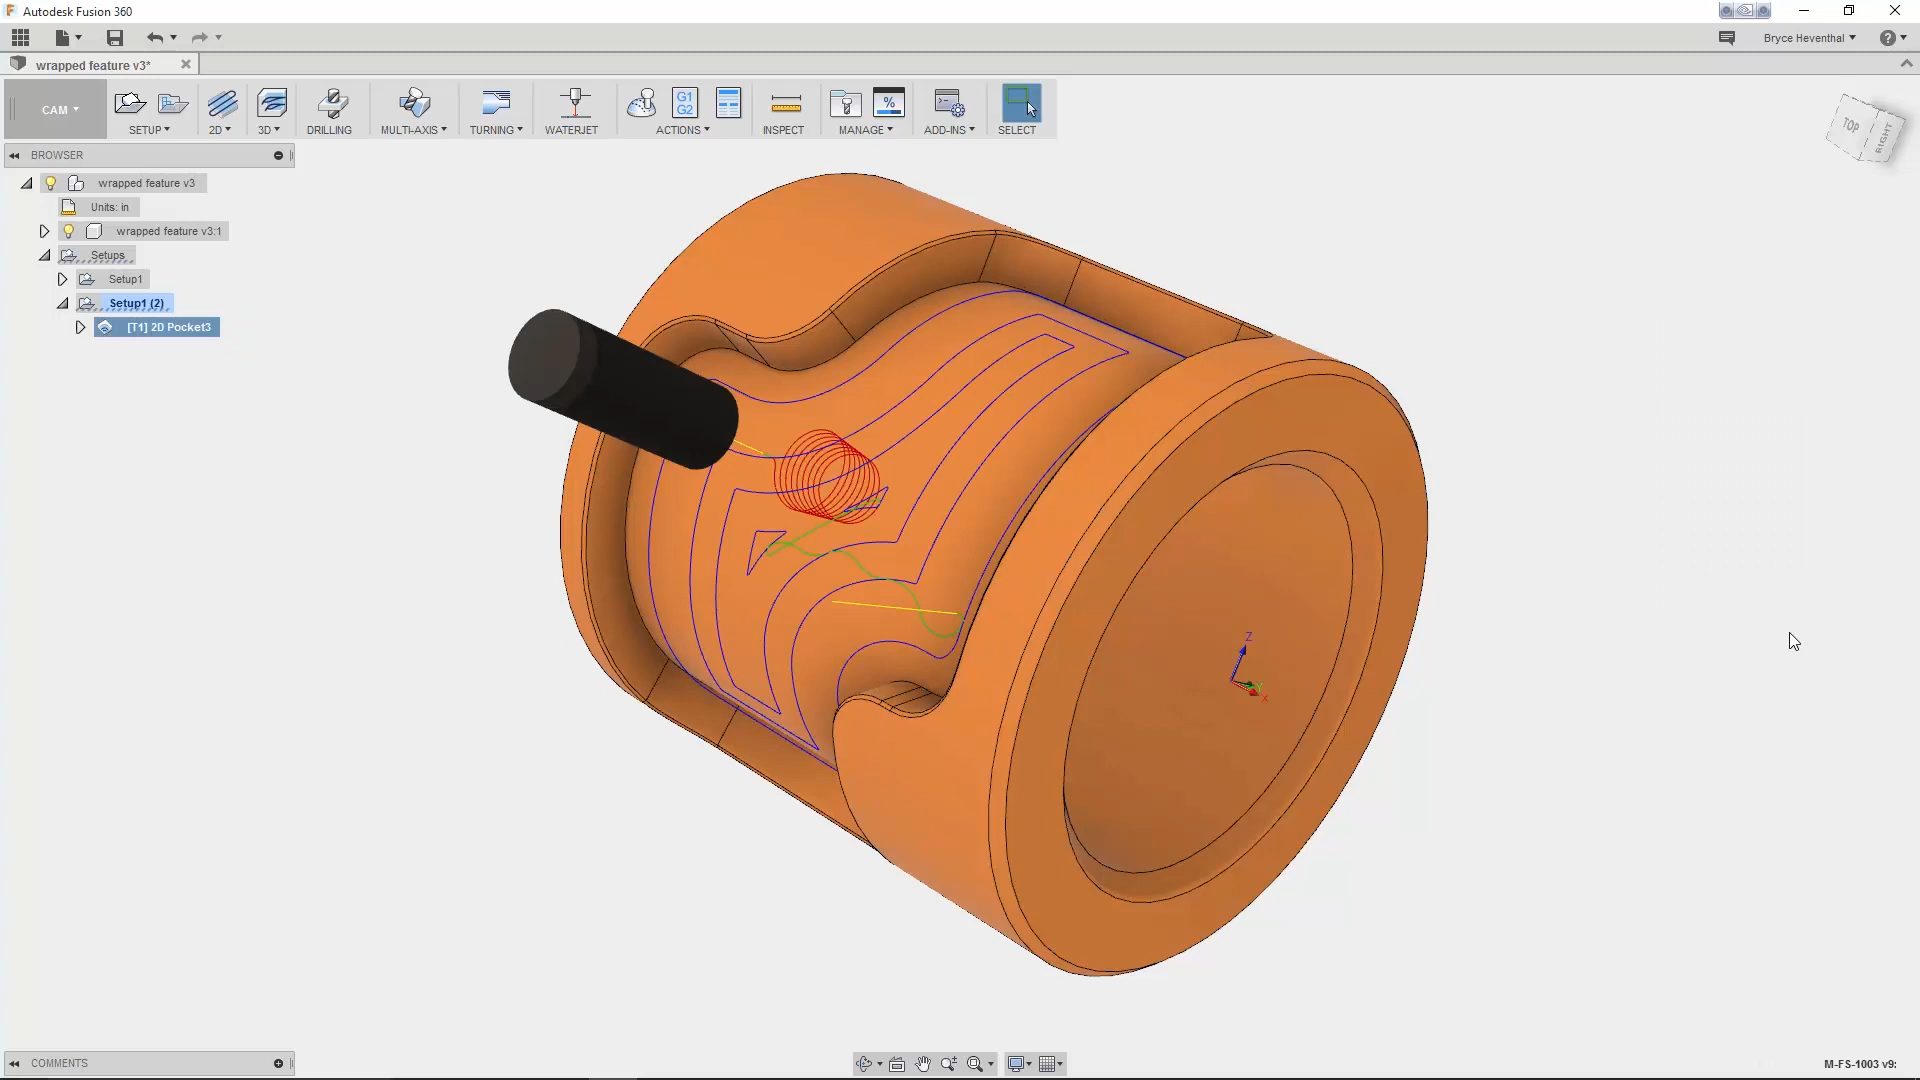 Autodesk Fusion 360
Bryce Heventhal
wrapped feature v3*
CAM
SETUP
2D
3D
DRILLING
MULTI-AXIS
TURNING
WATERJET
G1
G2
ACTIONS
INSPECT
%
MANAGE
ADD-INS
SELECT
TOP
RIGHT
BROWSER
wrapped feature v3
Units: in
wrapped feature v3:1
Setups
Setup1
Setup1 (2)
[T1] 2D Pocket3
Z
X
COMMENTS
M-FS-1003 v9: